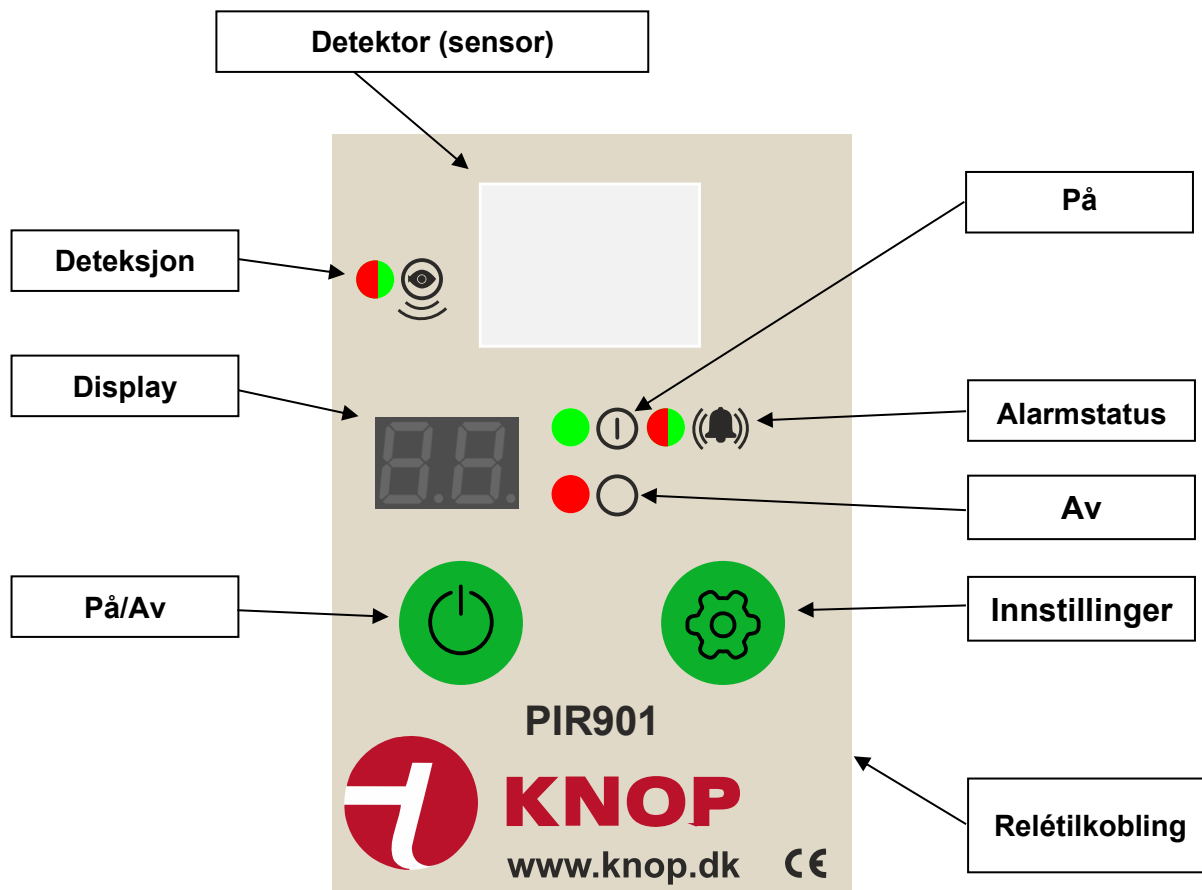 Detektor (sensor)
På
Deteksjon
Display
Alarmstatus
Av
På/Av
Innstillinger
PIR901
KNOP
www.knop.dk CE
Relétilkobling